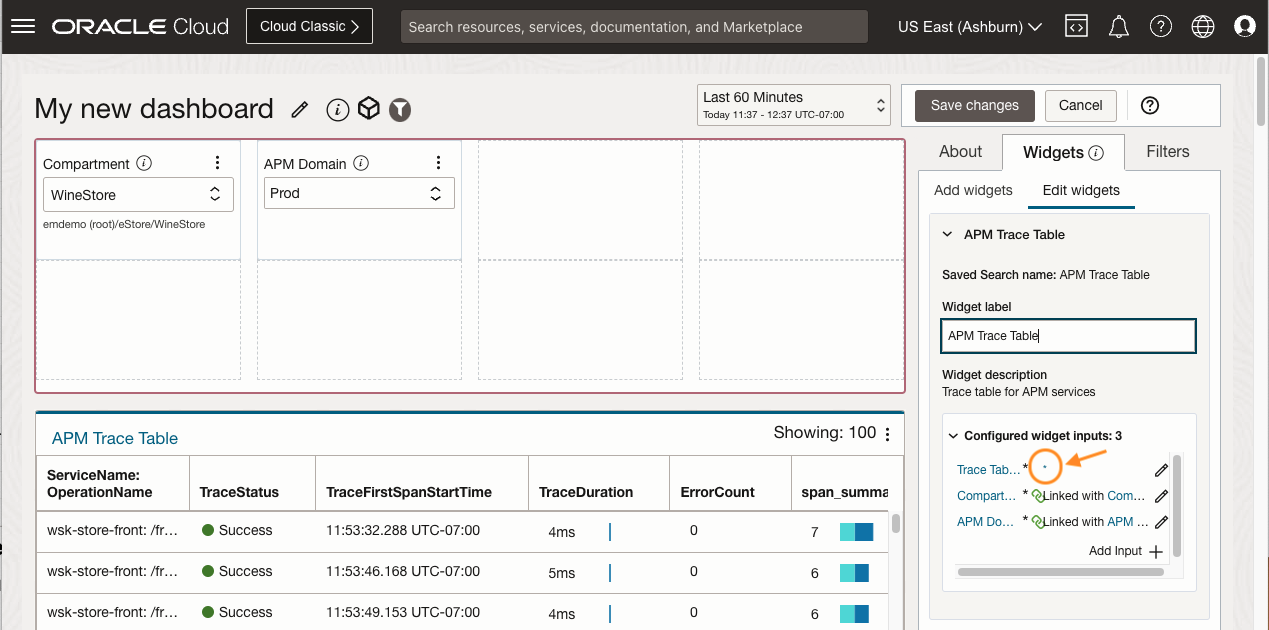 ORACLE Cloud
Cloud Classic
Search resources, services, documentation, and Marketplace
US East (Ashburn)
My new dashboard
Last 60 Minutes
Today 11:37 - 12:37 UTC-07:00
Save changes
Cancel
Compartment
WineStore
emdemo (root)/eStore/WineStore
APM Domain
Prod
About
Widgets
Filters
Add widgets
Edit widgets
APM Trace Table
Saved Search name: APM Trace Table
Widget label
APM Trace Table
Widget description
Trace table for APM services
Configured widget inputs: 3
Trace Tab... *
Compart... * Linked with Com...
APM Do... * Linked with APM ...
Add Input
APM Trace Table
Showing: 100
ServiceName:
OperationName
TraceStatus
TraceFirstSpanStartTime
TraceDuration
ErrorCount
span_summa
wsk-store-front: /fr... Success 11:53:32.288 UTC-07:00 4ms 0 7
wsk-store-front: /fr... Success 11:53:46.168 UTC-07:00 5ms 0 6
wsk-store-front: /fr... Success 11:53:49.153 UTC-07:00 4ms 0 6